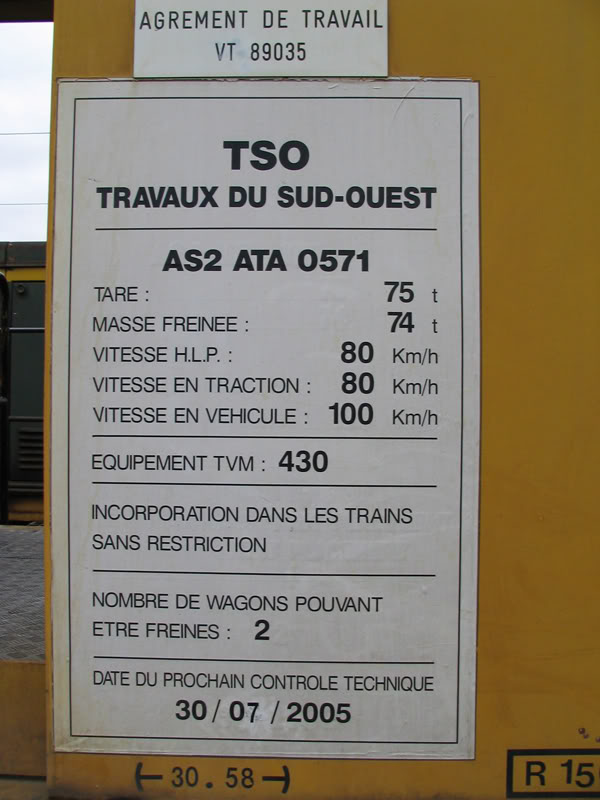 AGREMENT DE TRAVAIL
VT 89035
TSO
TRAVAUX DU SUD-OUEST
AS2 ATA 0571
TARE : 75 t
MASSE FREINEE : 74 t
VITESSE H.L.P. : 80 Km/h
VITESSE EN TRACTION : 80 Km/h
VITESSE EN VEHICULE : 100 Km/h
EQUIPEMENT TVM : 430
INCORPORATION DANS LES TRAINS
SANS RESTRICTION
NOMBRE DE WAGONS POUVANT
ETRE FREINES : 2
DATE DU PROCHAIN CONTROLE TECHNIQUE
30 / 07 / 2005
30.58
R